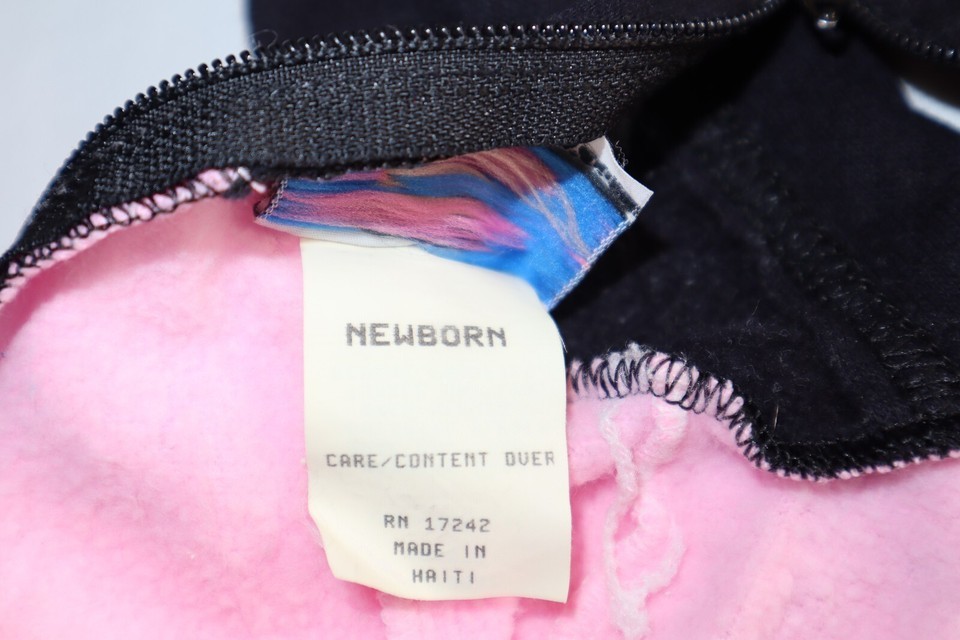 NEWBORN
CARE/CONTENT OVER
RN 17242
MADE IN
HAITI